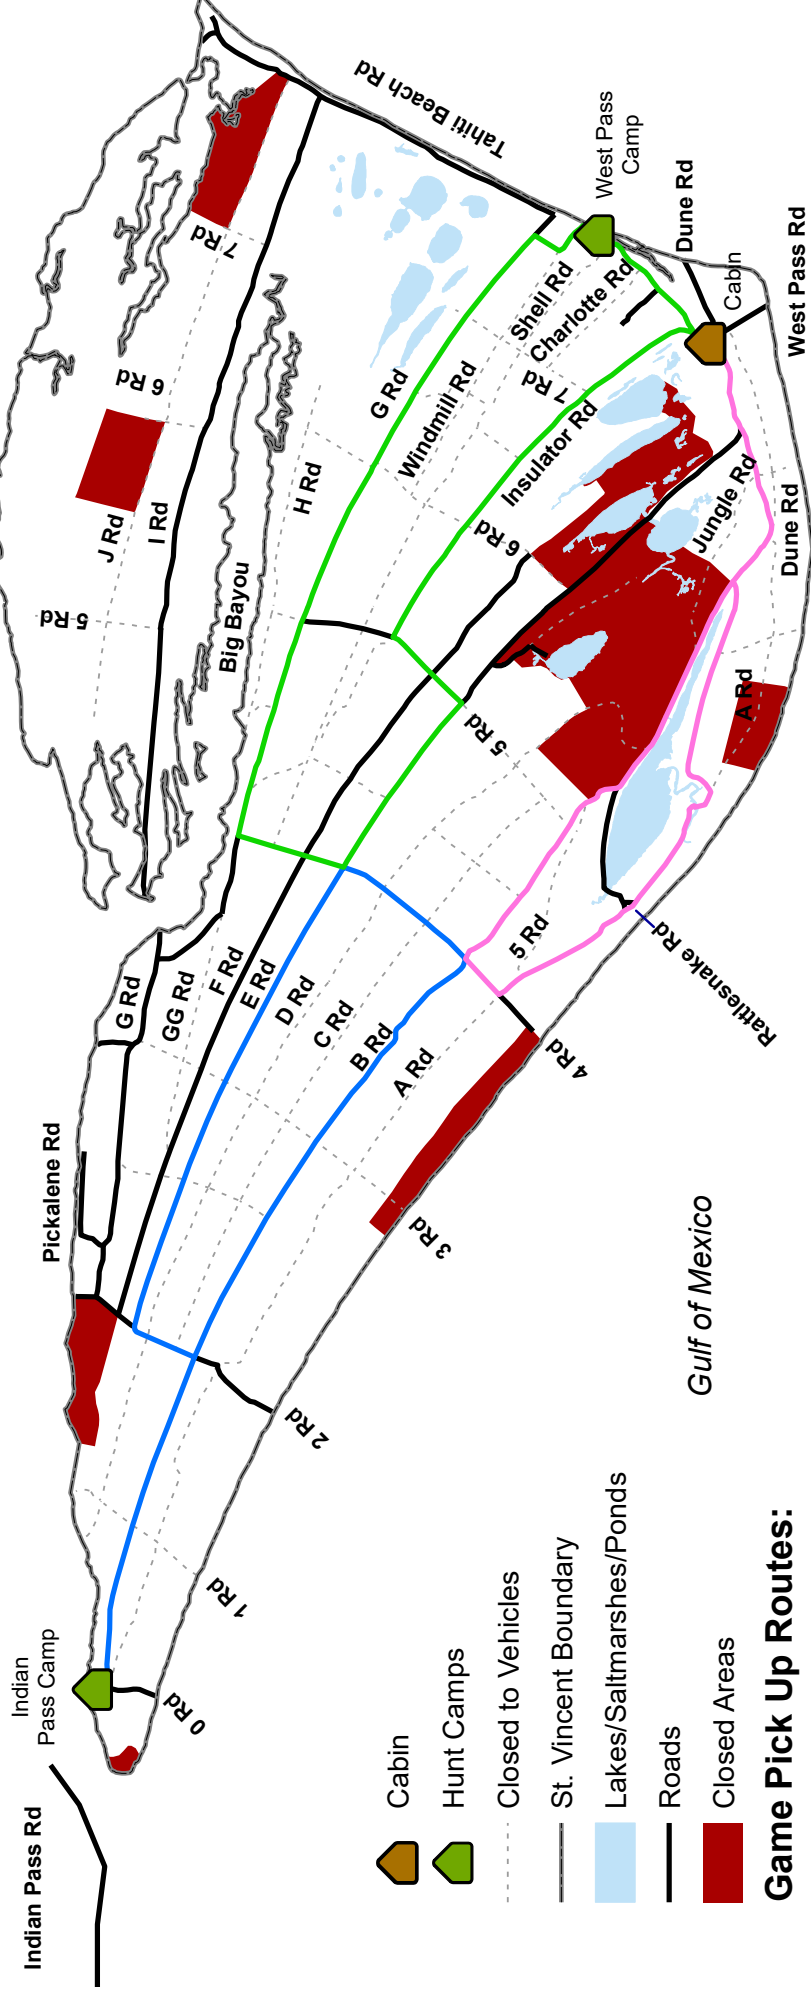 Indian Pass Rd
Indian
Pass Camp
0 Rd
1 Rd
2 Rd
3 Rd
4 Rd
Pickalene Rd
G Rd
GG Rd
F Rd
E Rd
D Rd
C Rd
B Rd
A Rd
5 Rd
Rattlesnake Rd
5 Rd
A Rd
Big Bayou
H Rd
5 Rd
J Rd
I Rd
6 Rd
7 Rd
G Rd
Windmill Rd
Insulator Rd
6 Rd
7 Rd
Shell Rd
Charlotte Rd
Jungle Rd
Dune Rd
Tahiti Beach Rd
West Pass
Camp
Dune Rd
Cabin
West Pass Rd
Gulf of Mexico
Cabin
Hunt Camps
Closed to Vehicles
St. Vincent Boundary
Lakes/Saltmarshes/Ponds
Roads
Closed Areas
Game Pick Up Routes: